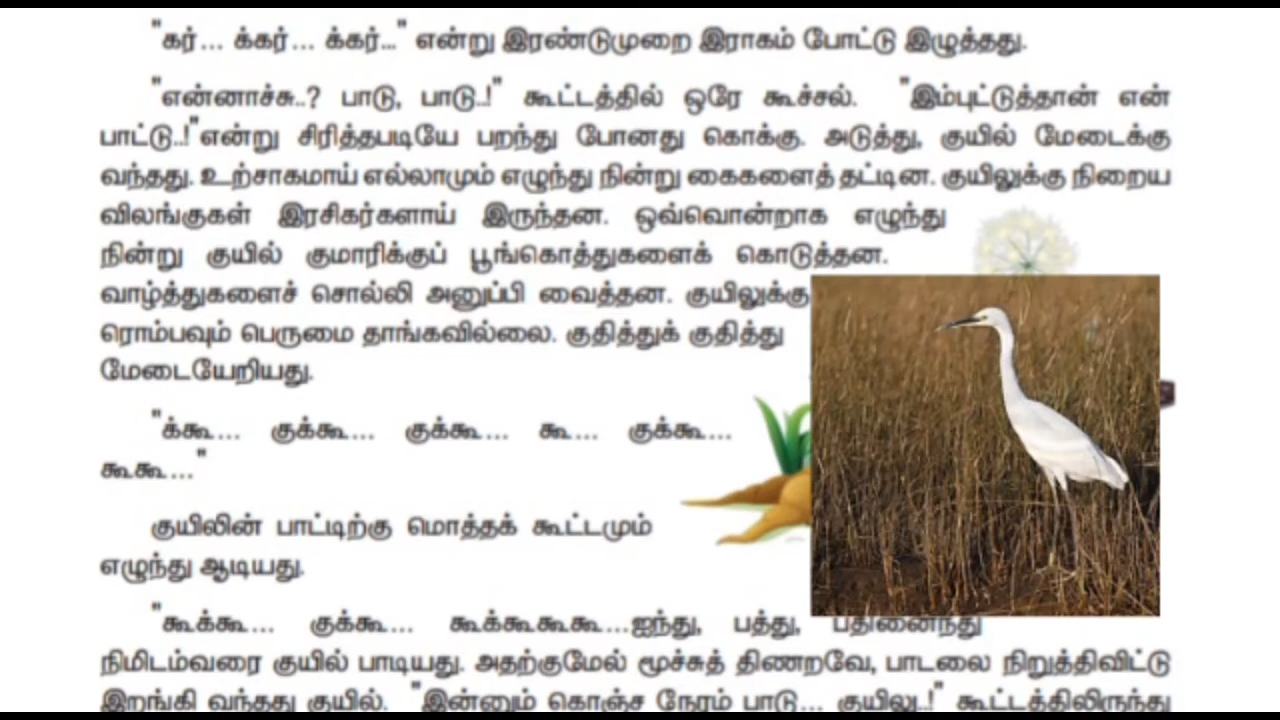 "கர்... க்கர்... க்கர்..." என்று இரண்டுமுறை இராகம் போட்டு இழுத்தது.
"என்னாச்சு..? பாடு, பாடு..!" கூட்டத்தில் ஒரே கூச்சல். "இம்புட்டுத்தான் என்
பாட்டு..!"என்று சிரித்தபடியே பறந்து போனது கொக்கு. அடுத்து, குயில் மேடைக்கு
வந்தது. உற்சாகமாய் எல்லாமும் எழுந்து நின்று கைகளைத் தட்டின. குயிலுக்கு நிறைய
விலங்குகள் இரசிகர்களாய் இருந்தன. ஒவ்வொன்றாக எழுந்து
நின்று குயில் குமாரிக்குப் பூங்கொத்துகளைக் கொடுத்தன.
வாழ்த்துகளைச் சொல்லி அனுப்பி வைத்தன. குயிலுக்கு
ரொம்பவும் பெருமை தாங்கவில்லை. குதித்துக் குதித்து
மேடையேறியது.
"க்கூ... குக்கூ... குக்கூ... கூ... குக்கூ...
கூகூ..."
குயிலின் பாட்டிற்கு மொத்தக் கூட்டமும்
எழுந்து ஆடியது.
"கூக்கூ... குக்கூ... கூக்கூகூகூ...ஐந்து, பத்து, பதினைந்து
நிமிடம்வரை குயில் பாடியது. அதற்குமேல் மூச்சுத் திணறவே, பாடலை நிறுத்திவிட்டு
இறங்கி வந்தது குயில். "இன்னும் கொஞ்ச நேரம் பாடு... குயிலு..!" கூட்டத்திலிருந்து